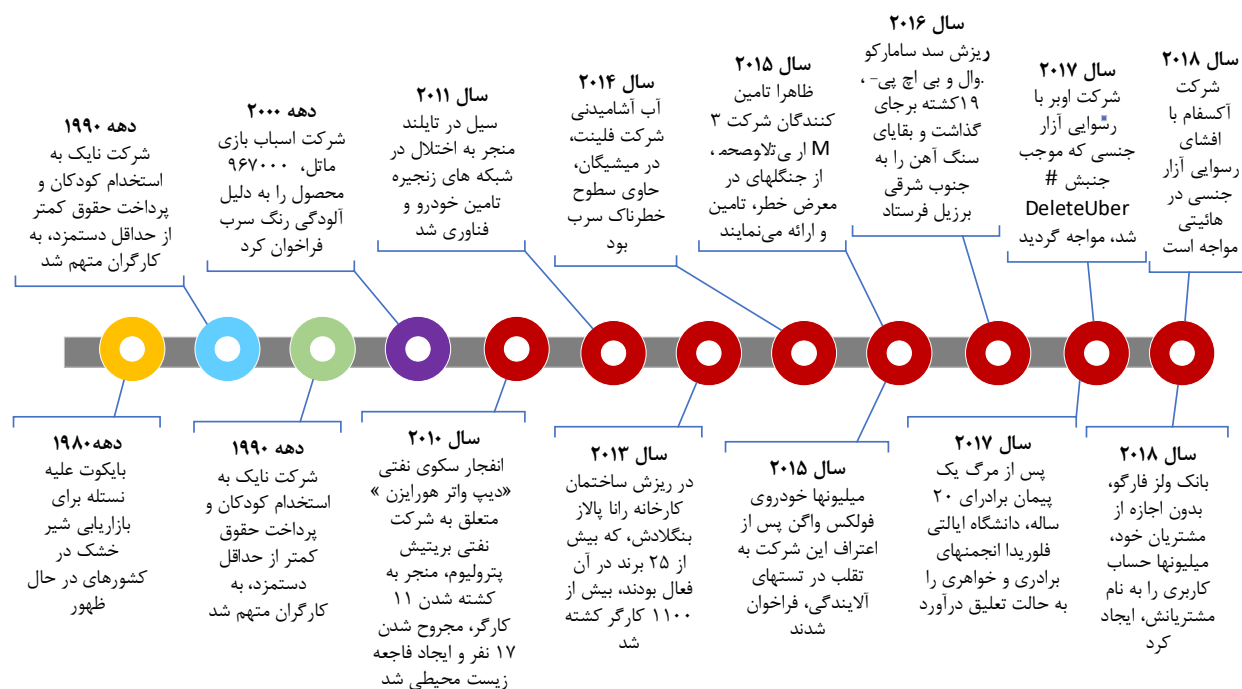 دهه ۱۹۹۰
شرکت نایک به
استخدام کودکان و
پرداخت حقوق کمتر
از حداقل دستمزد، به
کارگران متهم شد
دهه ۲۰۰۰
شرکت اسباب بازی
ماتل، ۹۶۷۰۰۰
محصول را به دلیل
آلودگی رنگ سرب
فراخوان کرد
سال ۲۰۱۱
سیل در تایلند
منجر به اختلال در
شبکه های زنجیره
تامین خودرو و
فناوری شد
سال ۲۰۱۴
آب آشامیدنی
شرکت فلینت،
در میشیگان،
حاوی سطوح
خطرناک سرب
بود
سال ۲۰۱۵
ظاهرا تامین
کنندگان شرکت ۳
M
از جنگلهای در
معرض خطر، تامین
و ارائه می‌نمایند
سال ۲۰۱۶
ریزش سد سامارکو
.وال و بی اچ پی- ،
۱۹کشته برجای
گذاشت و بقایای
سنگ آهن را به
جنوب شرقی
برزیل فرستاد
سال ۲۰۱۷
شرکت اوبر با
رسوایی آزار
جنسی که موجب
جنبش #
DeleteUber
شد، مواجه گردید
سال ۲۰۱۸
شرکت
آکسفام با
افشای
رسوایی آزار
جنسی در
هائیتی
مواجه است
دهه۱۹۸۰
بایکوت علیه
نستله برای
بازاریابی شیر
خشک در
کشورهای در حال
ظهور
دهه ۱۹۹۰
شرکت نایک به
استخدام کودکان و
پرداخت حقوق
کمتر از حداقل
دستمزد، به
کارگران متهم شد
سال ۲۰۱۰
انفجار سکوی نفتی
«دیپ واتر هورایزن »
متعلق به شرکت
نفتی بریتیش
پترولیوم، منجر به
کشته شدن ۱۱
کارگر، مجروح شدن
۱۷ نفر و ایجاد فاجعه
زیست محیطی شد
سال ۲۰۱۳
در ریزش ساختمان
کارخانه رانا پالاز
بنگلادش، که بیش
از ۲۵ برند در آن
فعال بودند، بیش از
۱۱۰۰ کارگر کشته
شد
سال ۲۰۱۵
میلیونها خودروی
فولکس واگن پس از
اعتراف این شرکت به
تقلب در تستهای
آلایندگی، فراخوان
شدند
سال ۲۰۱۷
پس از مرگ یک
پیمان برادرای ۲۰
ساله، دانشگاه ایالتی
فلوریدا انجمنهای
برادری و خواهری را
به حالت تعلیق درآورد
سال ۲۰۱۸
بانک ولز فارگو،
بدون اجازه از
مشتریان خود،
میلیونها حساب
کاربری را به نام
مشتریانش، ایجاد
کرد